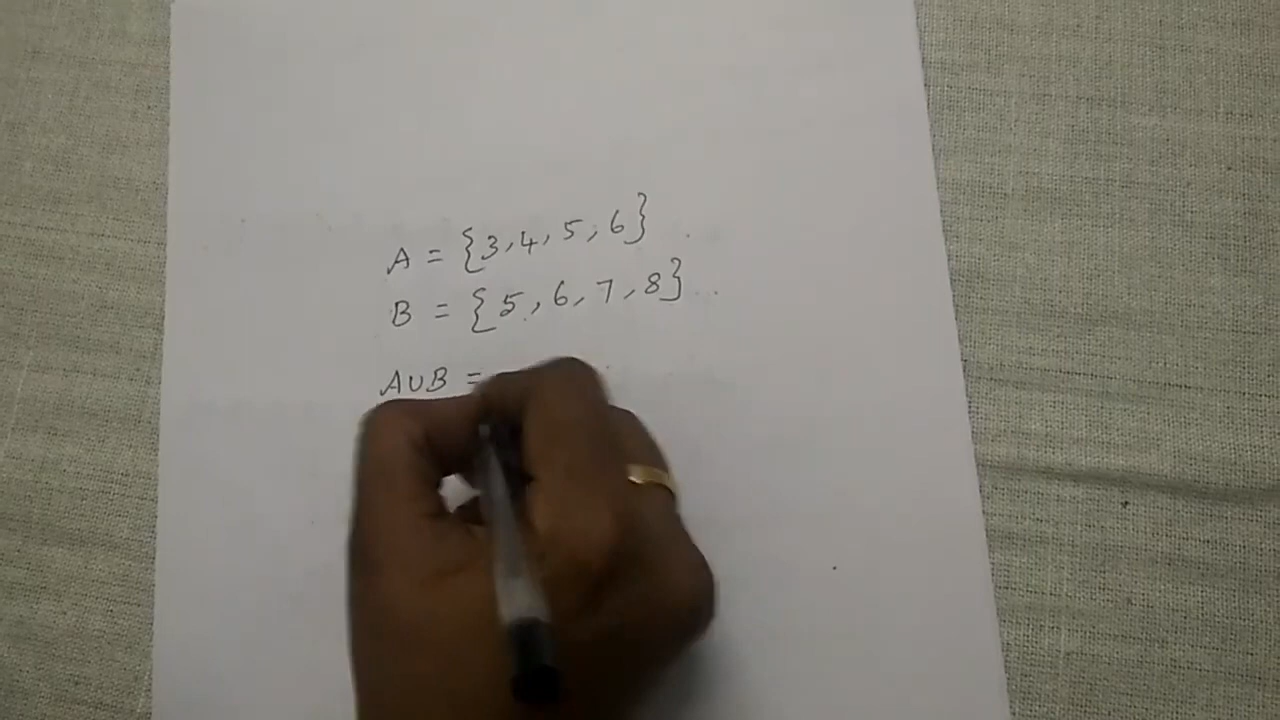 A = {3, 4, 5, 6}
B = {5, 6, 7, 8}
A∪B =